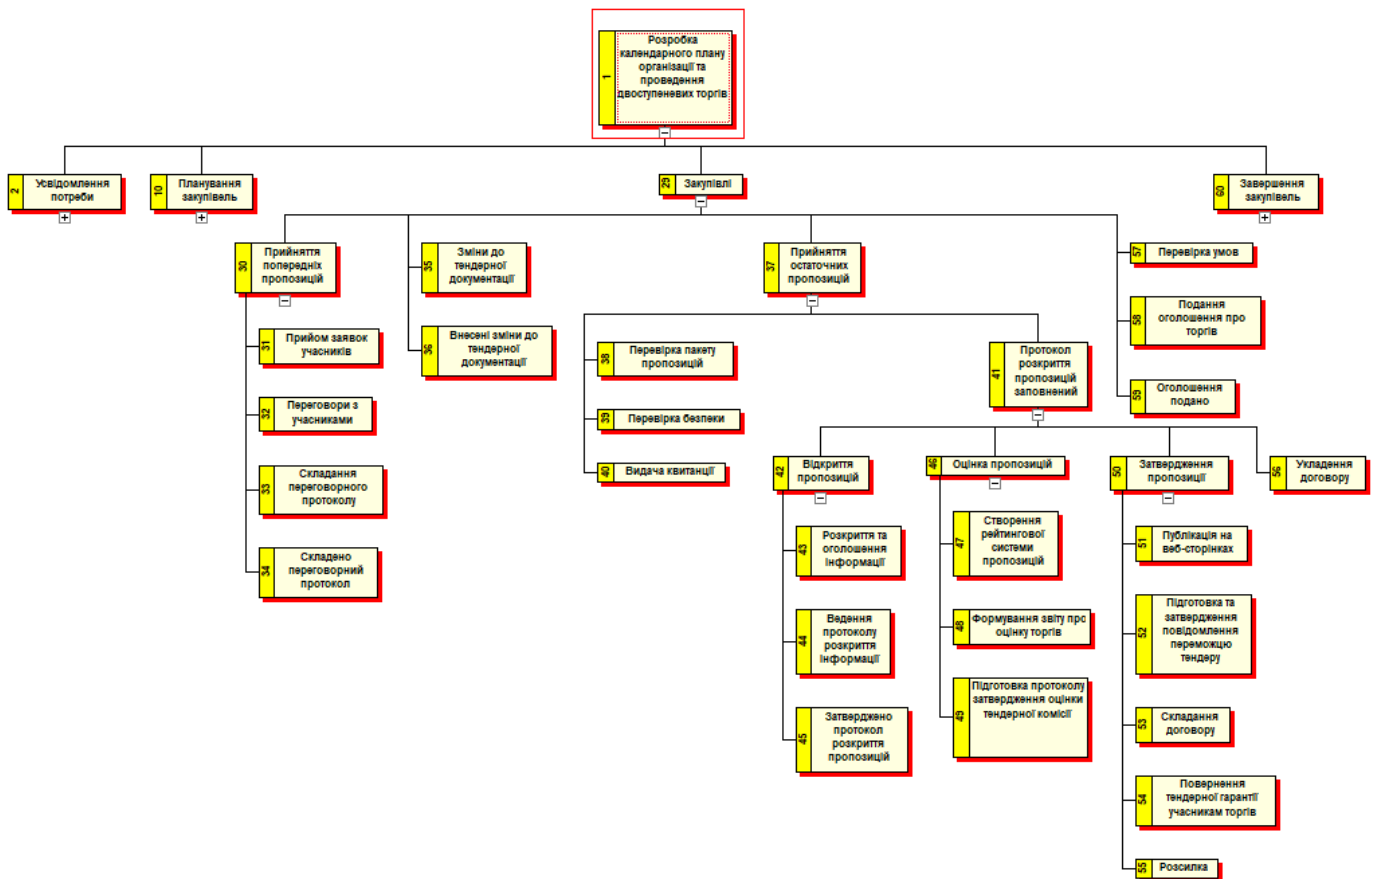 1
Розробка
календарного плану
організації та
проведення
двоступеневих торгів
2
Усвідомлення
потреби
10
Планування
закупівель
29
Закупівлі
60
Завершення
закупівель
30
Прийняття
попередніх
пропозицій
31
Прийом заявок
учасників
32
Переговори з
учасниками
33
Складання
переговорного
протоколу
34
Складено
переговорний
протокол
35
Зміни до
тендерної
документації
36
Внесені зміни до
тендерної
документації
37
Прийняття
остаточних
пропозицій
38
Перевірка пакету
пропозицій
39
Перевірка безпеки
40
Видача квитанції
41
Протокол
розкриття
пропозицій
заповнений
42
Відкриття
пропозицій
43
Розкриття та
оголошення
інформації
44
Ведення
протоколу
розкриття
інформації
45
Затверджено
протокол
розкриття
пропозицій
46
Оцінка пропозицій
47
Створення
рейтингової
системи
пропозицій
48
Формування звіту про
оцінку торгів
49
Підготовка протоколу
затвердження оцінки
тендерної комісії
50
Затвердження
пропозиції
51
Публікація на
веб-сторінках
52
Підготовка та
затвердження
повідомлення
переможцю
тендеру
53
Складання
договору
54
Повернення
тендерної гарантії
учасникам торгів
55
Розсилка
56
Укладення
договору
57
Перевірка умов
58
Подання
оголошення про
торгів
59
Оголошення
подано